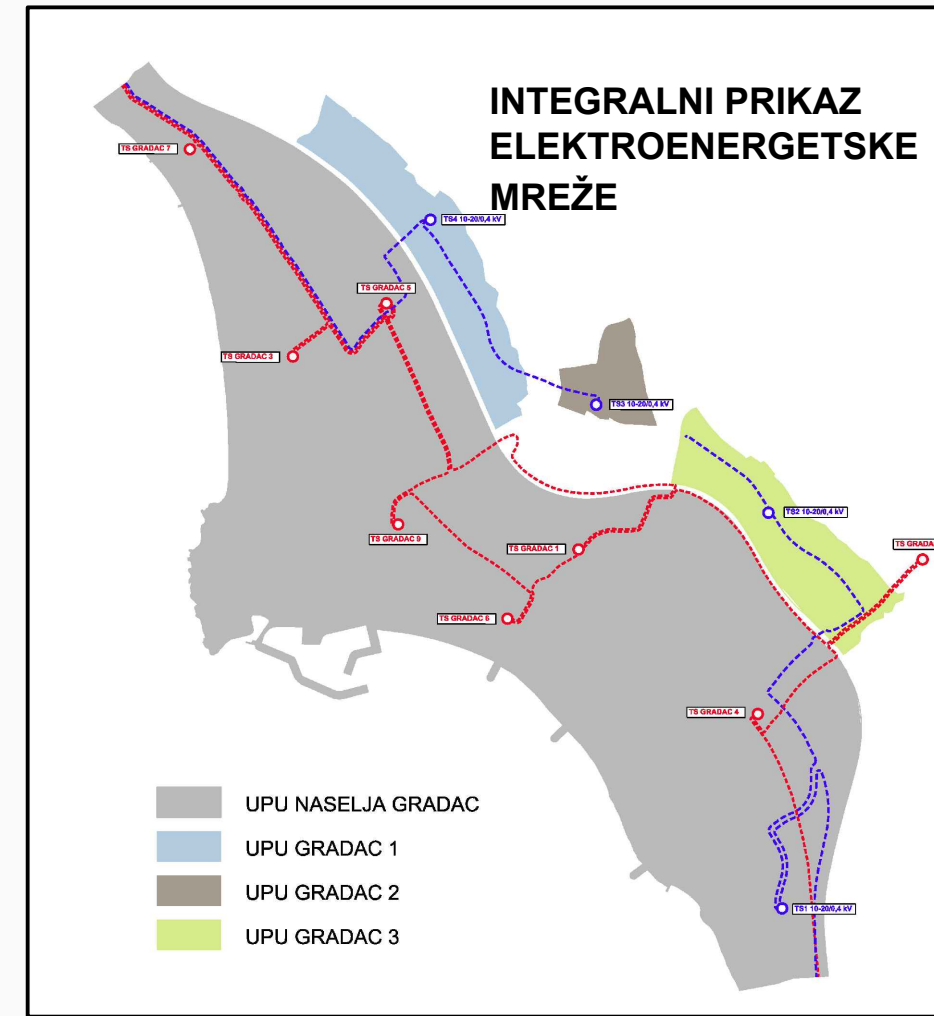 INTEGRALNI PRIKAZ
ELEKTROENERGETSKE
MREŽE
TS GRADAC 7
TS4 10-20/0,4 kV
TS GRADAC 5
TS GRADAC 3
TS3 10-20/0,4 kV
TS2 10-20/0,4 kV
TS GRADAC 9
TS GRADAC 1
TS GRADA
TS GRADAC 6
TS GRADAC 4
TS1 10-20/0,4 kV
UPU NASELJA GRADAC
UPU GRADAC 1
UPU GRADAC 2
UPU GRADAC 3